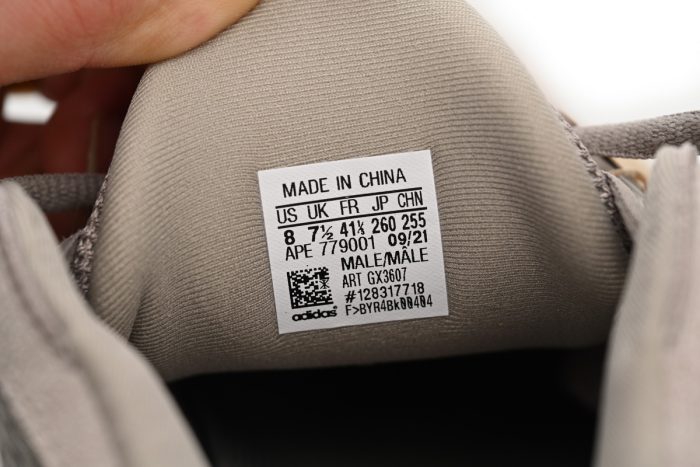 MADE IN CHINA
US UK FR JP CHN
8 7½ 41⅓ 260 255
APE 779001 09/21
MALE/MÂLE
ART GX3607
#128317718
adidas F>BYR4Bk00404